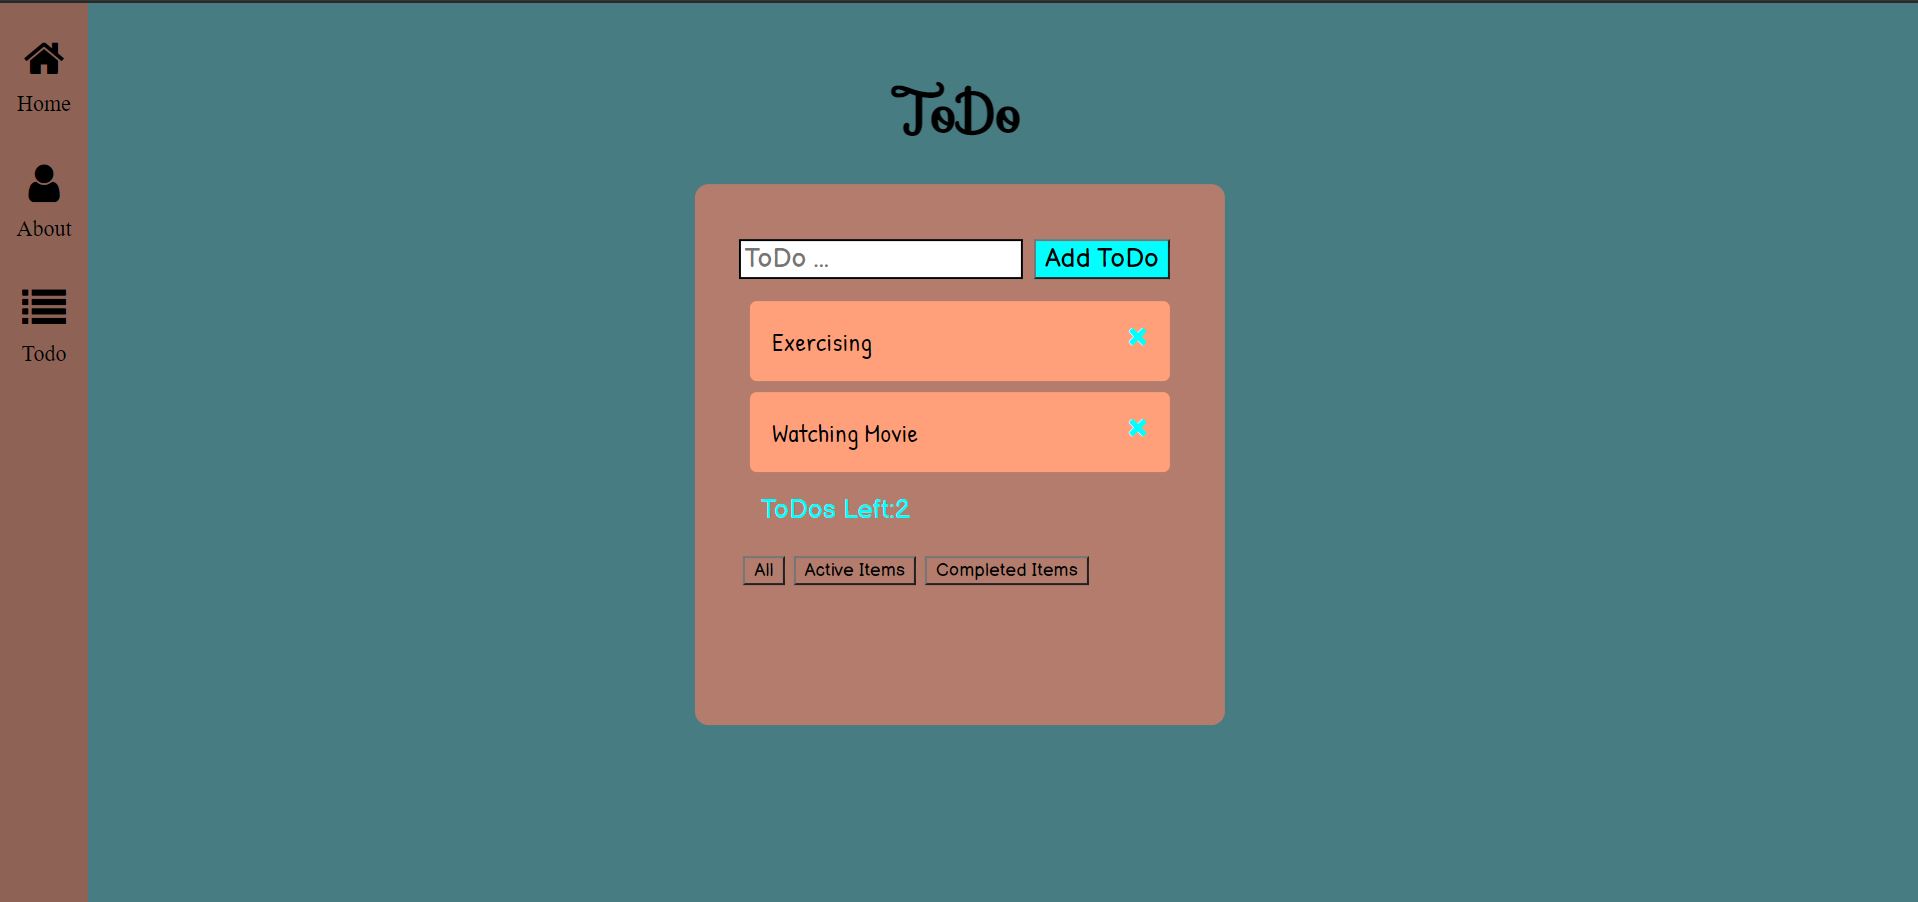 Home
About
Todo
ToDo
ToDo ... Add ToDo
Exercising
Watching Movie
ToDos Left:2
All Active Items Completed Items